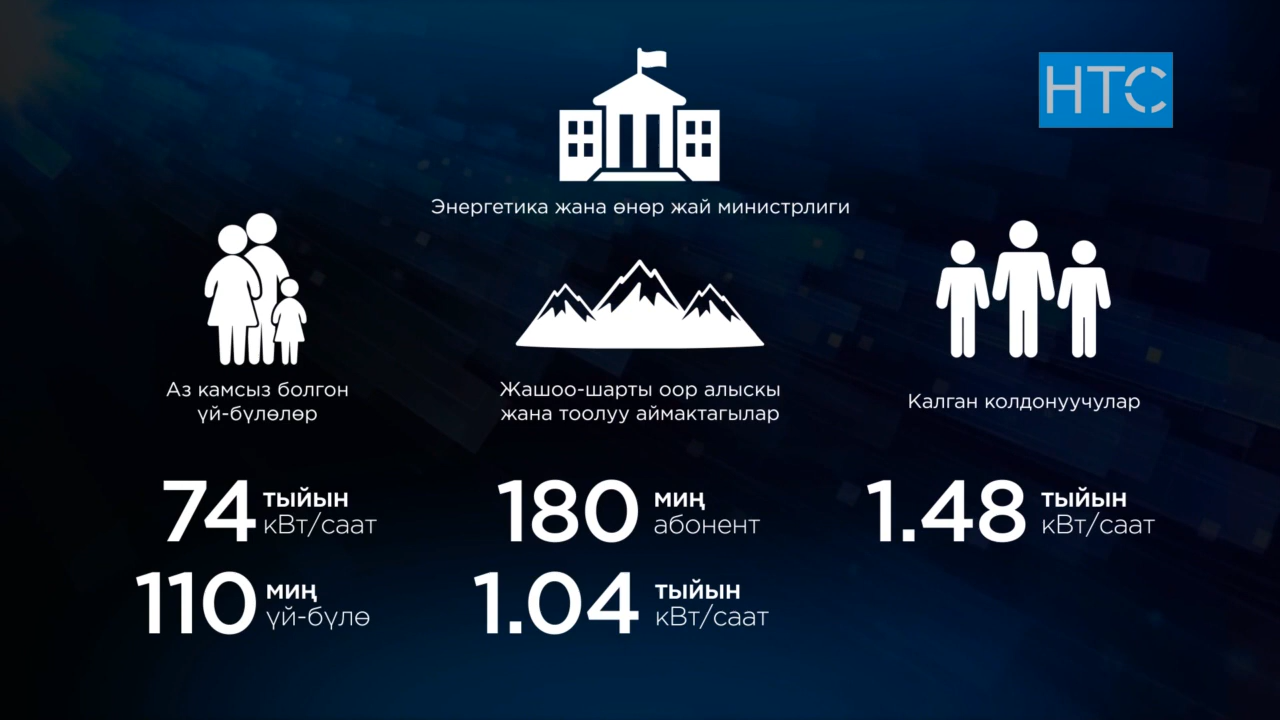 НТС
Энергетика жана өнөр жай министрлиги
Аз камсыз болгон
үй-бүлөлөр
74 тыйын
кВт/саат
110 миң
үй-бүлө
Жашоо-шарты оор алыскы
жана тоолуу аймактагылар
180 миң
абонент
1.04 тыйын
кВт/саат
Калган колдонуучулар
1.48 тыйын
кВт/саат